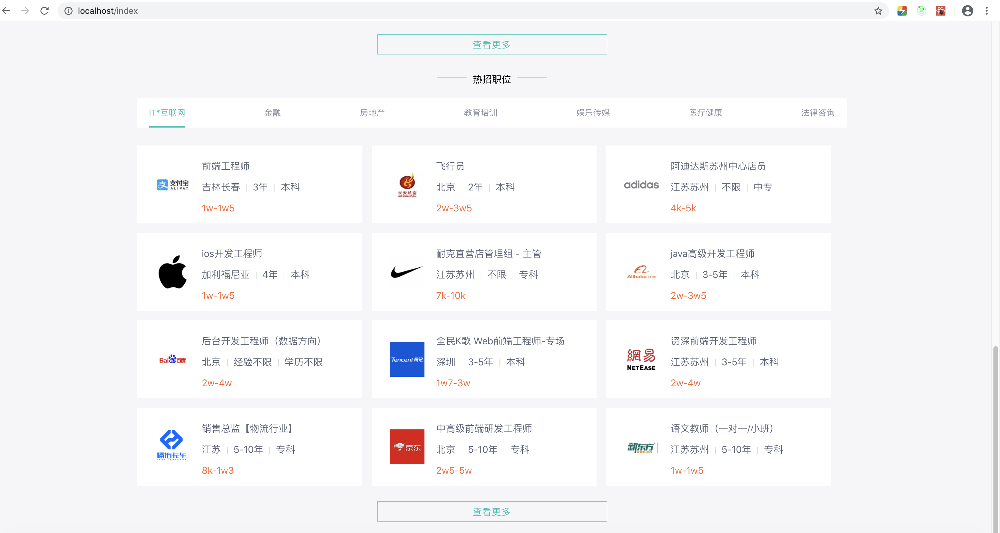 localhost/index
查看更多
热招职位
IT*互联网 金融 房地产 教育培训 娱乐传媒 医疗健康 法律咨询
支付宝
ALIPAY
前端工程师
吉林长春 3年 本科
1w-1w5
长安航空
AIR CHANGAN
飞行员
北京 2年 本科
2w-3w5
adidas
阿迪达斯苏州中心店员
江苏苏州 不限 中专
4k-5k
ios开发工程师
加利福尼亚 4年 本科
1w-1w5
耐克直营店管理组 - 主管
江苏苏州 不限 专科
7k-10k
Alibaba.com
java高级开发工程师
北京 3-5年 本科
2w-3w5
Bai du 百度
后台开发工程师（数据方向）
北京 经验不限 学历不限
2w-4w
Tencent 腾讯
全民K歌 Web前端工程师-专场
深圳 3-5年 本科
1w7-3w
網易
NETEASE
资深前端开发工程师
江苏苏州 3-5年 本科
2w-4w
福佑卡车
FORU TRUCKING
销售总监【物流行业】
江苏 5-10年 专科
8k-1w3
京东
中高级前端研发工程师
北京 5-10年 专科
2w5-5w
新东方
XDF.CN
语文教师（一对一/小班）
江苏苏州 5-10年 专科
1w-1w5
查看更多